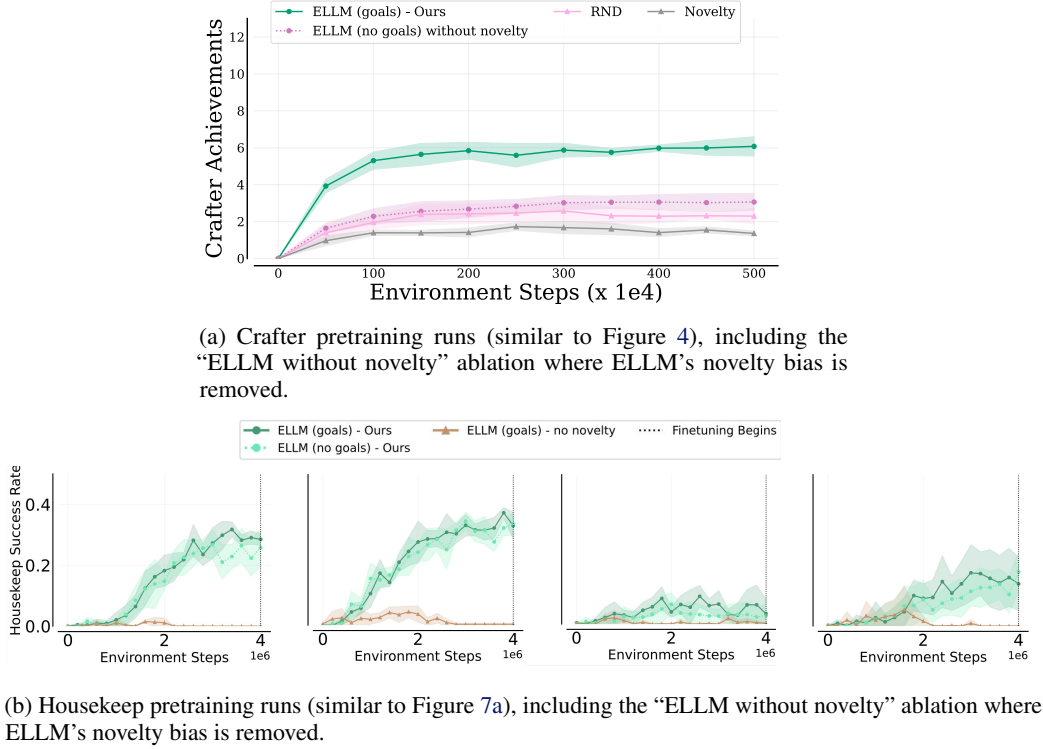 ELLM (goals) - Ours
ELLM (no goals) without novelty
RND
Novelty
Crafter Achievements
12
10
8
6
4
2
0
0 100 200 300 400 500
Environment Steps (x 1e4)
(a) Crafter pretraining runs (similar to Figure 4), including the
“ELLM without novelty” ablation where ELLM’s novelty bias is
removed.
ELLM (goals) - Ours
ELLM (no goals) - Ours
ELLM (goals) - no novelty
Finetuning Begins
Housekeep Success Rate
0.4
0.2
0.0
0 2 4
Environment Steps 1e6
0 2 4
Environment Steps 1e6
0 2 4
Environment Steps 1e6
0 2 4
Environment Steps 1e6
(b) Housekeep pretraining runs (similar to Figure 7a), including the “ELLM without novelty” ablation where
ELLM’s novelty bias is removed.